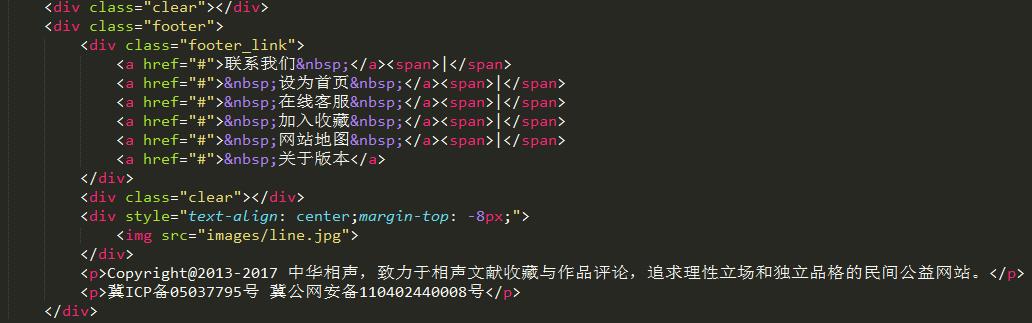 <div class="clear"></div>
<div class="footer">
<div class="footer_link">
<a href="#">联系我们&nbsp;</a><span>|</span>
<a href="#">&nbsp;设为首页&nbsp;</a><span>|</span>
<a href="#">&nbsp;在线客服&nbsp;</a><span>|</span>
<a href="#">&nbsp;加入收藏&nbsp;</a><span>|</span>
<a href="#">&nbsp;网站地图&nbsp;</a><span>|</span>
<a href="#">&nbsp;关于版本</a>
</div>
<div class="clear"></div>
<div style="text-align: center;margin-top: -8px;">
<img src="images/line.jpg">
</div>
<p>Copyright@2013-2017 中华相声，致力于相声文献收藏与作品评论，追求理性立场和独立品格的民间公益网站。</p>
<p>冀ICP备05037795号 冀公网安备110402440008号</p>
</div>